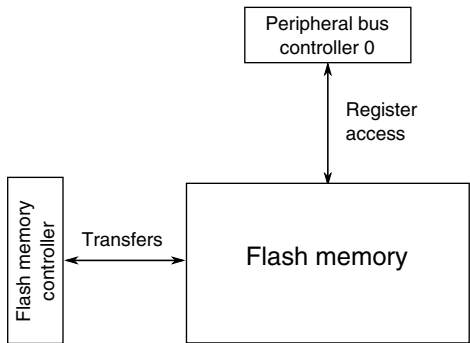 Peripheral bus
controller 0
Register
access
Flash memory
controller
Transfers
Flash memory